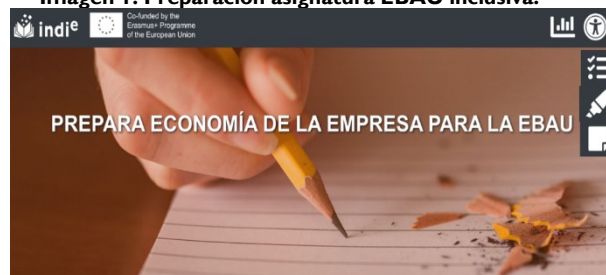 Imagen 1. Preparación asignatura EBAU inclusiva.
indie
Co-funded by the
Erasmus+ Programme
of the European Union
PREPARA ECONOMÍA DE LA EMPRESA PARA LA EBAU